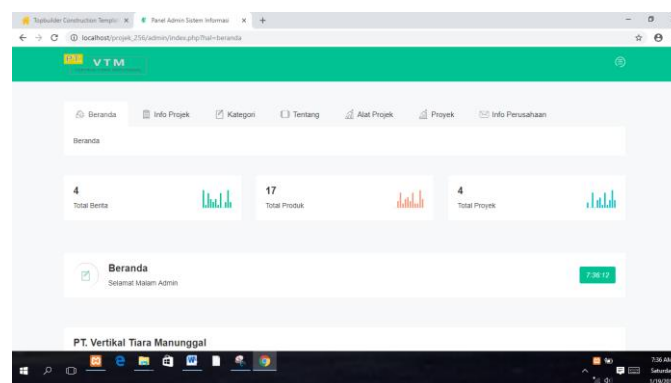 Topbuilder Construction Templa
Panel Admin Sistem Informasi
localhost/projek_256/admin/index.php?hal=beranda
VTM
Beranda
Info Projek
Kategori
Tentang
Alat Projek
Proyek
Info Perusahaan
Beranda
4
Total Berita
17
Total Produk
4
Total Proyek
Beranda
Selamat Malam Admin
7:36:12
PT. Vertikal Tiara Manunggal
7:36 AM
Saturda